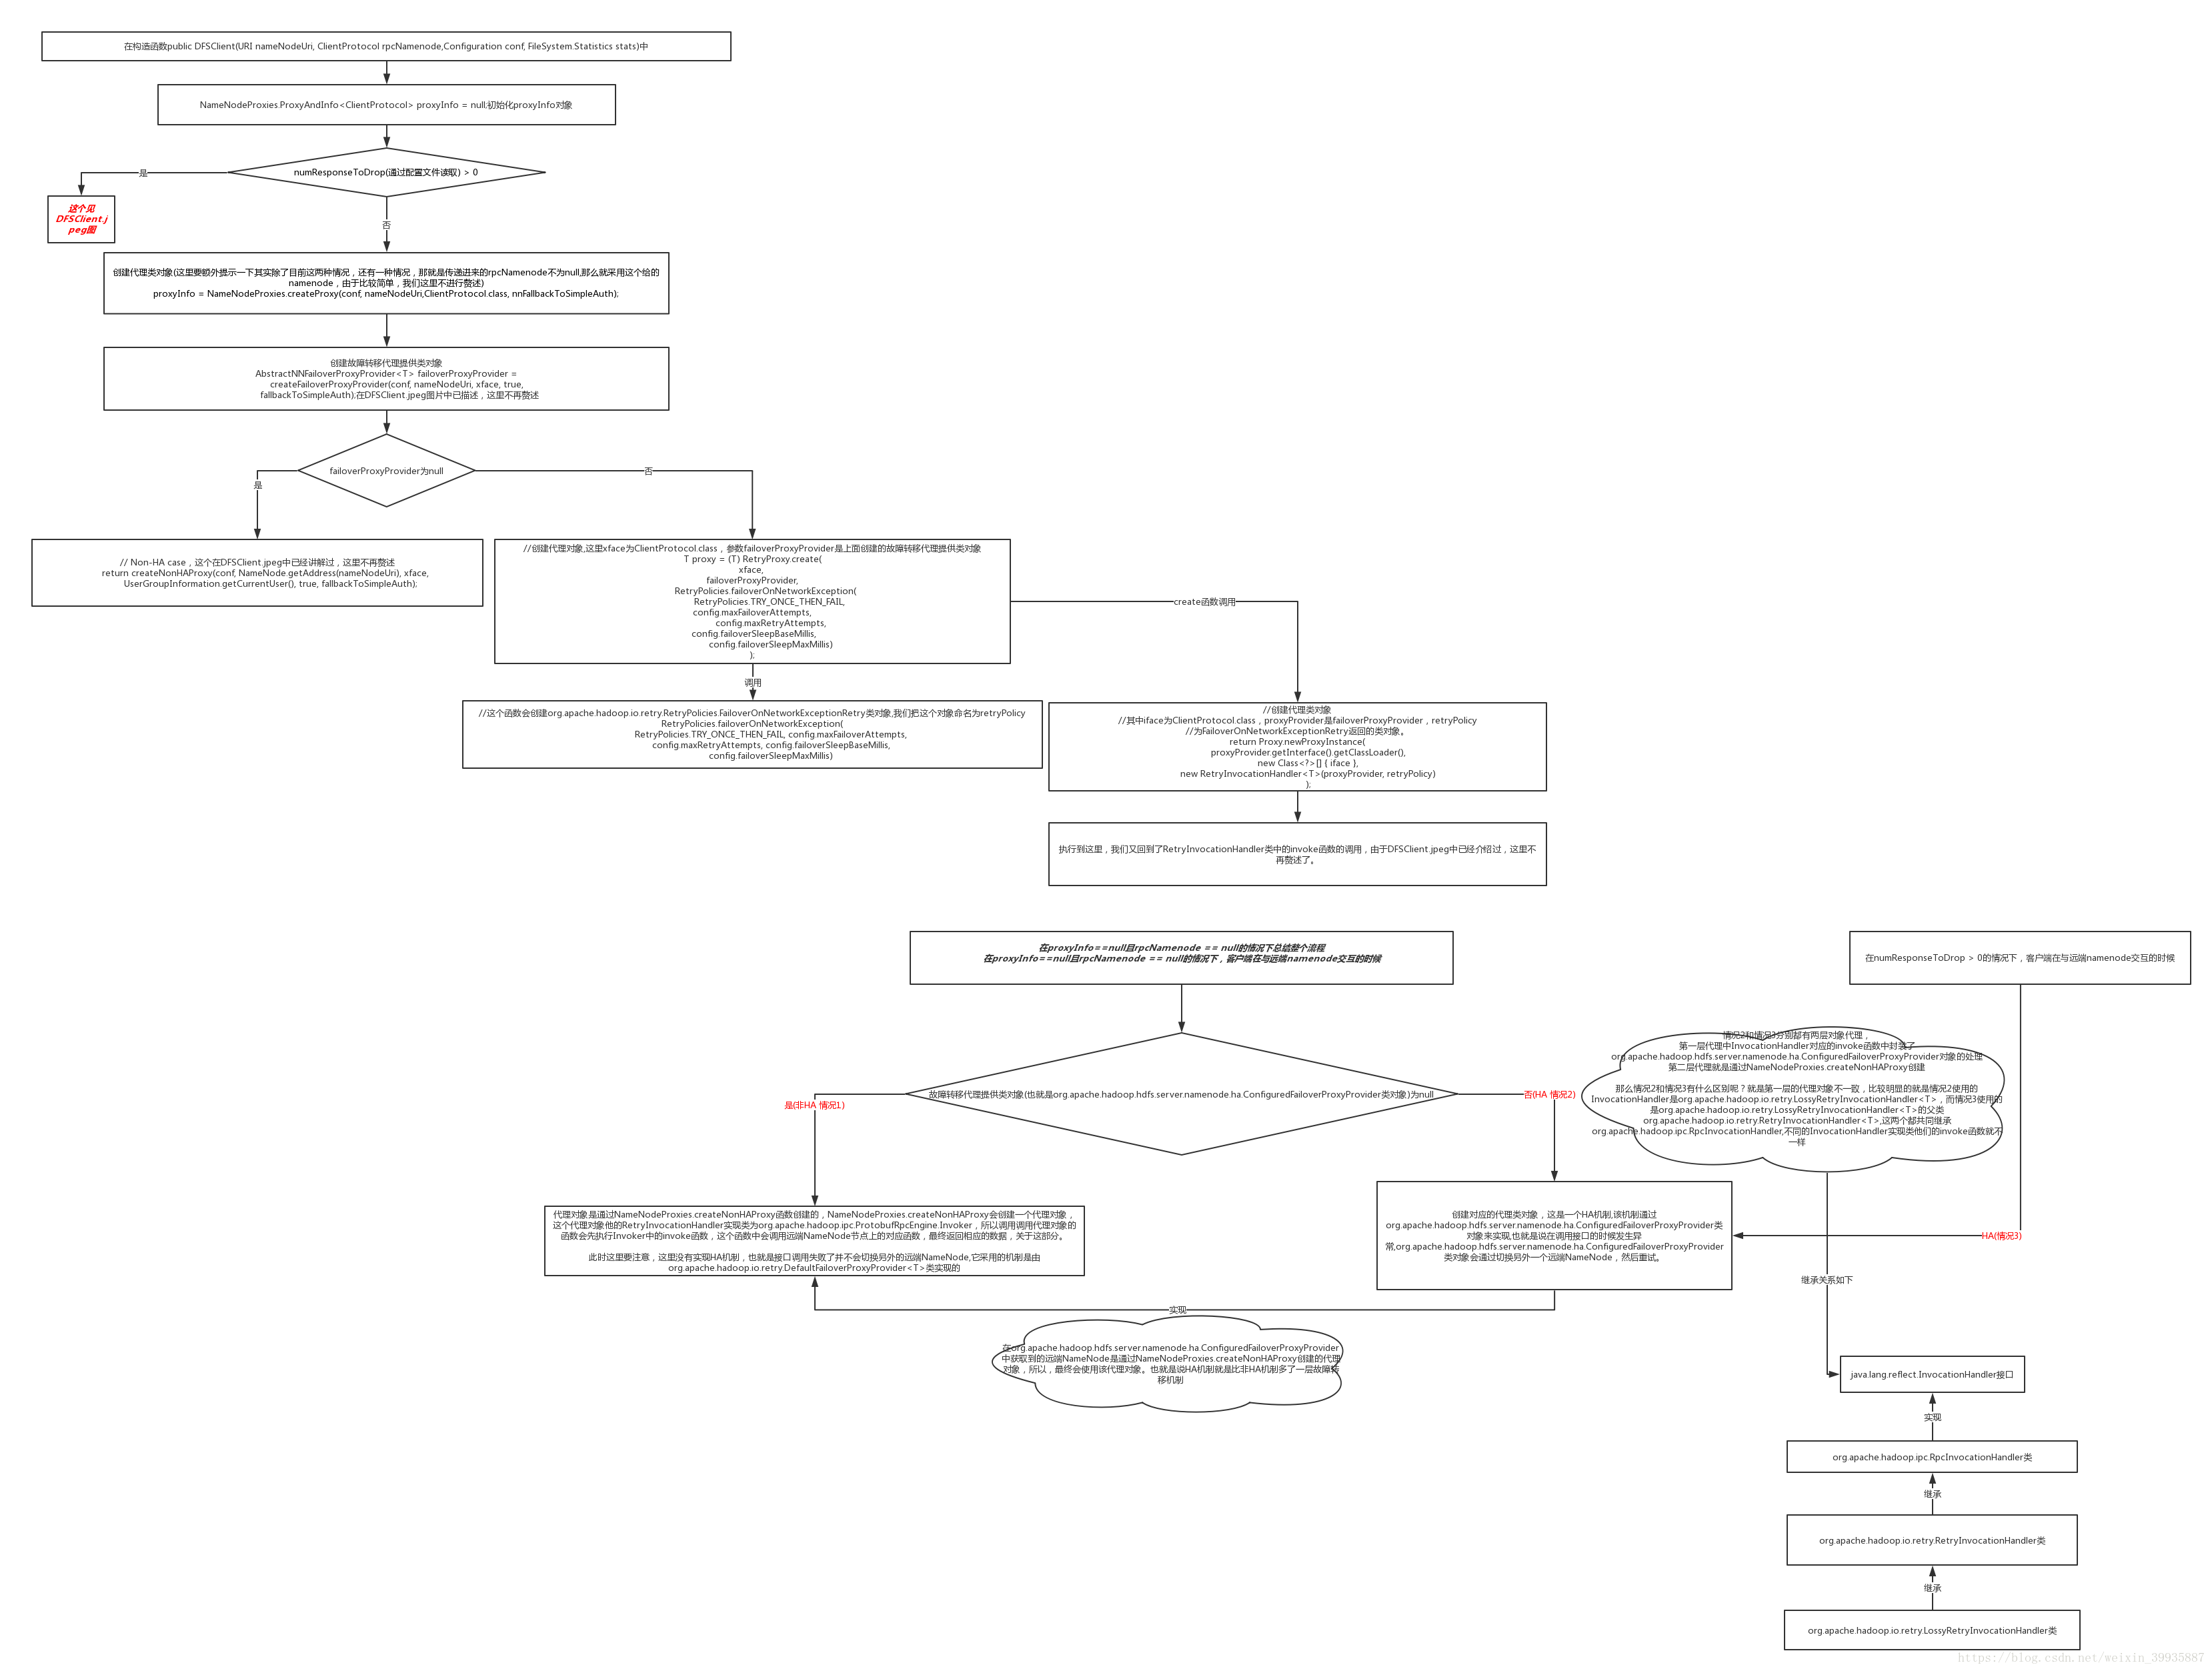 在构造函数public DFSClient(URI nameNodeUri, ClientProtocol rpcNamenode,Configuration conf, FileSystem.Statistics stats)中
NameNodeProxies.ProxyAndInfo<ClientProtocol> proxyInfo = null;初始化proxyInfo对象
numResponseToDrop(通过配置文件读取) > 0
是
这个见
DFSClient.j
peg图
否
创建代理类对象(这里要额外提示一下其实除了目前这两种情况，还有一种情况，那就是传递进来的rpcNamenode不为null,那么就采用这个给的
namenode，由于比较简单，我们这里不进行赘述)
proxyInfo = NameNodeProxies.createProxy(conf, nameNodeUri,ClientProtocol.class, nnFallbackToSimpleAuth);
创建故障转移代理提供类对象
AbstractNNFailoverProxyProvider<T> failoverProxyProvider =
createFailoverProxyProvider(conf, nameNodeUri, xface, true,
fallbackToSimpleAuth);在DFSClient.jpeg图片中已描述，这里不再赘述
failoverProxyProvider为null
是
否
// Non-HA case，这个在DFSClient.jpeg中已经讲解过，这里不再赘述
return createNonHAProxy(conf, NameNode.getAddress(nameNodeUri), xface,
UserGroupInformation.getCurrentUser(), true, fallbackToSimpleAuth);
//创建代理对象,这里xface为ClientProtocol.class，参数failoverProxyProvider是上面创建的故障转移代理提供类对象
T proxy = (T) RetryProxy.create(
xface,
failoverProxyProvider,
RetryPolicies.failoverOnNetworkException(
RetryPolicies.TRY_ONCE_THEN_FAIL,
config.maxFailoverAttempts,
config.maxRetryAttempts,
config.failoverSleepBaseMillis,
config.failoverSleepMaxMillis)
);
create函数调用
调用
//这个函数会创建org.apache.hadoop.io.retry.RetryPolicies.FailoverOnNetworkExceptionRetry类对象,我们把这个对象命名为retryPolicy
RetryPolicies.failoverOnNetworkException(
RetryPolicies.TRY_ONCE_THEN_FAIL, config.maxFailoverAttempts,
config.maxRetryAttempts, config.failoverSleepBaseMillis,
config.failoverSleepMaxMillis)
//创建代理类对象
//其中iface为ClientProtocol.class，proxyProvider是failoverProxyProvider，retryPolicy
//为FailoverOnNetworkExceptionRetry返回的类对象。
return Proxy.newProxyInstance(
proxyProvider.getInterface().getClassLoader(),
new Class<?>[] { iface },
new RetryInvocationHandler<T>(proxyProvider, retryPolicy)
);
执行到这里，我们又回到了RetryInvocationHandler类中的invoke函数的调用，由于DFSClient.jpeg中已经介绍过，这里不
再赘述了。
在proxyInfo==null且rpcNamenode == null的情况下总结整个流程
在proxyInfo==null且rpcNamenode == null的情况下，客户端在与远端namenode交互的时候
在numResponseToDrop > 0的情况下，客户端在与远端namenode交互的时候
情况2和情况3分别都有两层对象代理，
第一层代理中InvocationHandler对应的invoke函数中封装了
org.apache.hadoop.hdfs.server.namenode.ha.ConfiguredFailoverProxyProvider对象的处理
第二层代理就是通过NameNodeProxies.createNonHAProxy创建
那么情况2和情况3有什么区别呢？就是第一层的代理对象不一致，比较明显的就是情况2使用的
InvocationHandler是org.apache.hadoop.io.retry.LossyRetryInvocationHandler<T>，而情况3使用的
是org.apache.hadoop.io.retry.LossyRetryInvocationHandler<T>的父类
org.apache.hadoop.io.retry.RetryInvocationHandler<T>,这两个都共同继承
org.apache.hadoop.ipc.RpcInvocationHandler,不同的InvocationHandler实现类他们的invoke函数就不
一样
故障转移代理提供类对象(也就是org.apache.hadoop.hdfs.server.namenode.ha.ConfiguredFailoverProxyProvider类对象)为null
是(非HA 情况1)
否(HA 情况2)
代理对象是通过NameNodeProxies.createNonHAProxy函数创建的，NameNodeProxies.createNonHAProxy会创建一个代理对象，
这个代理对象他的RetryInvocationHandler实现类为org.apache.hadoop.ipc.ProtobufRpcEngine.Invoker，所以调用调用代理对象的
函数会先执行Invoker中的invoke函数，这个函数中会调用远端NameNode节点上的对应函数，最终返回相应的数据，关于这部分。
此时这里要注意，这里没有实现HA机制，也就是接口调用失败了并不会切换另外的远端NameNode,它采用的机制是由
org.apache.hadoop.io.retry.DefaultFailoverProxyProvider<T>类实现的
创建对应的代理类对象，这是一个HA机制,该机制通过
org.apache.hadoop.hdfs.server.namenode.ha.ConfiguredFailoverProxyProvider类
对象来实现,也就是说在调用接口的时候发生异
常,org.apache.hadoop.hdfs.server.namenode.ha.ConfiguredFailoverProxyProvider
类对象会通过切换另外一个远端NameNode，然后重试。
HA(情况3)
继承关系如下
实现
在org.apache.hadoop.hdfs.server.namenode.ha.ConfiguredFailoverProxyProvider
中获取到的远端NameNode是通过NameNodeProxies.createNonHAProxy创建的代理
对象，所以，最终会使用该代理对象。也就是说HA机制就是比非HA机制多了一层故障转
移机制
java.lang.reflect.InvocationHandler接口
实现
org.apache.hadoop.ipc.RpcInvocationHandler类
继承
org.apache.hadoop.io.retry.RetryInvocationHandler类
继承
org.apache.hadoop.io.retry.LossyRetryInvocationHandler类
https://blog.csdn.net/weixin_39935887